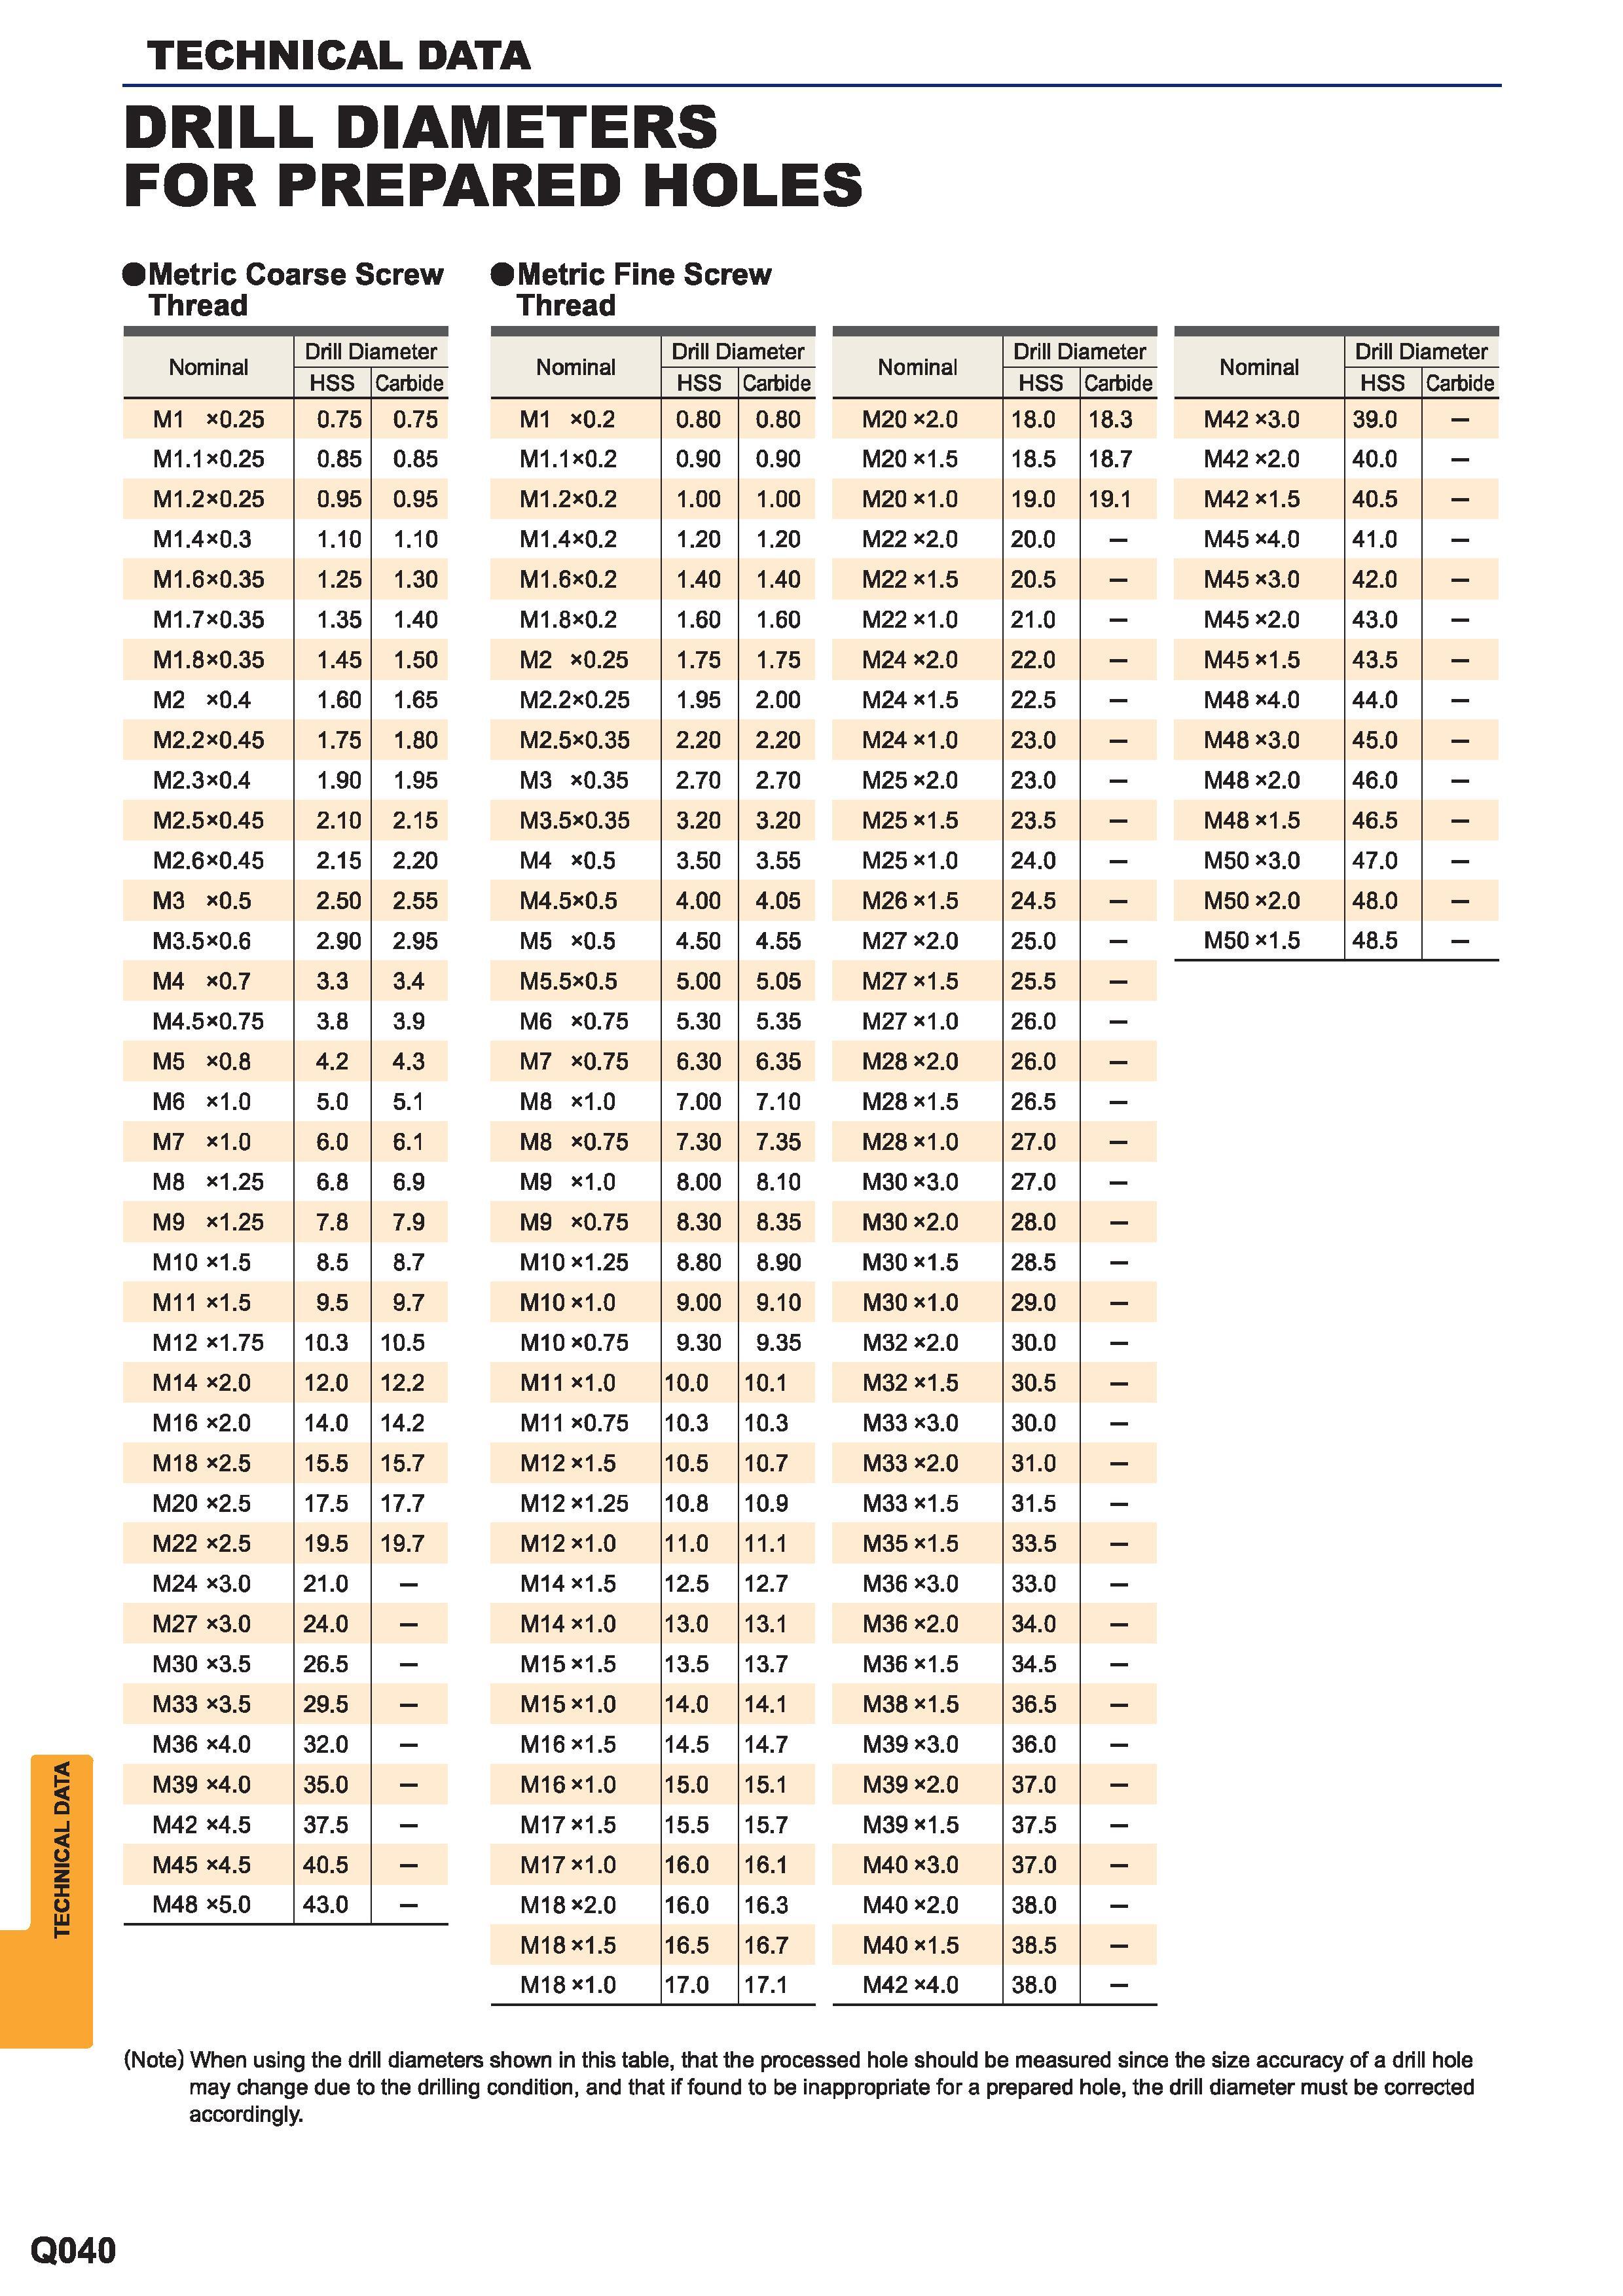 TECHNICAL DATA
DRILL DIAMETERS
FOR PREPARED HOLES
●Metric Coarse Screw
Thread
Nominal
Drill Diameter
HSS Carbide
M1 ×0.25 0.75 0.75
M1.1×0.25 0.85 0.85
M1.2×0.25 0.95 0.95
M1.4×0.3 1.10 1.10
M1.6×0.35 1.25 1.30
M1.7×0.35 1.35 1.40
M1.8×0.35 1.45 1.50
M2 ×0.4 1.60 1.65
M2.2×0.45 1.75 1.80
M2.3×0.4 1.90 1.95
M2.5×0.45 2.10 2.15
M2.6×0.45 2.15 2.20
M3 ×0.5 2.50 2.55
M3.5×0.6 2.90 2.95
M4 ×0.7 3.3 3.4
M4.5×0.75 3.8 3.9
M5 ×0.8 4.2 4.3
M6 ×1.0 5.0 5.1
M7 ×1.0 6.0 6.1
M8 ×1.25 6.8 6.9
M9 ×1.25 7.8 7.9
M10 ×1.5 8.5 8.7
M11 ×1.5 9.5 9.7
M12 ×1.75 10.3 10.5
M14 ×2.0 12.0 12.2
M16 ×2.0 14.0 14.2
M18 ×2.5 15.5 15.7
M20 ×2.5 17.5 17.7
M22 ×2.5 19.5 19.7
M24 ×3.0 21.0 —
M27 ×3.0 24.0 —
M30 ×3.5 26.5 —
M33 ×3.5 29.5 —
M36 ×4.0 32.0 —
M39 ×4.0 35.0 —
M42 ×4.5 37.5 —
M45 ×4.5 40.5 —
M48 ×5.0 43.0 —
●Metric Fine Screw
Thread
Nominal
Drill Diameter
HSS Carbide
M1 ×0.2 0.80 0.80
M1.1×0.2 0.90 0.90
M1.2×0.2 1.00 1.00
M1.4×0.2 1.20 1.20
M1.6×0.2 1.40 1.40
M1.8×0.2 1.60 1.60
M2 ×0.25 1.75 1.75
M2.2×0.25 1.95 2.00
M2.5×0.35 2.20 2.20
M3 ×0.35 2.70 2.70
M3.5×0.35 3.20 3.20
M4 ×0.5 3.50 3.55
M4.5×0.5 4.00 4.05
M5 ×0.5 4.50 4.55
M5.5×0.5 5.00 5.05
M6 ×0.75 5.30 5.35
M7 ×0.75 6.30 6.35
M8 ×1.0 7.00 7.10
M8 ×0.75 7.30 7.35
M9 ×1.0 8.00 8.10
M9 ×0.75 8.30 8.35
M10 ×1.25 8.80 8.90
M10 ×1.0 9.00 9.10
M10 ×0.75 9.30 9.35
M11 ×1.0 10.0 10.1
M11 ×0.75 10.3 10.3
M12 ×1.5 10.5 10.7
M12 ×1.25 10.8 10.9
M12 ×1.0 11.0 11.1
M14 ×1.5 12.5 12.7
M14 ×1.0 13.0 13.1
M15 ×1.5 13.5 13.7
M15 ×1.0 14.0 14.1
M16 ×1.5 14.5 14.7
M16 ×1.0 15.0 15.1
M17 ×1.5 15.5 15.7
M17 ×1.0 16.0 16.1
M18 ×2.0 16.0 16.3
M18 ×1.5 16.5 16.7
M18 ×1.0 17.0 17.1
Nominal
Drill Diameter
HSS Carbide
M20 ×2.0 18.0 18.3
M20 ×1.5 18.5 18.7
M20 ×1.0 19.0 19.1
M22 ×2.0 20.0 —
M22 ×1.5 20.5 —
M22 ×1.0 21.0 —
M24 ×2.0 22.0 —
M24 ×1.5 22.5 —
M24 ×1.0 23.0 —
M25 ×2.0 23.0 —
M25 ×1.5 23.5 —
M25 ×1.0 24.0 —
M26 ×1.5 24.5 —
M27 ×2.0 25.0 —
M27 ×1.5 25.5 —
M27 ×1.0 26.0 —
M28 ×2.0 26.0 —
M28 ×1.5 26.5 —
M28 ×1.0 27.0 —
M30 ×3.0 27.0 —
M30 ×2.0 28.0 —
M30 ×1.5 28.5 —
M30 ×1.0 29.0 —
M32 ×2.0 30.0 —
M32 ×1.5 30.5 —
M33 ×3.0 30.0 —
M33 ×2.0 31.0 —
M33 ×1.5 31.5 —
M35 ×1.5 33.5 —
M36 ×3.0 33.0 —
M36 ×2.0 34.0 —
M36 ×1.5 34.5 —
M38 ×1.5 36.5 —
M39 ×3.0 36.0 —
M39 ×2.0 37.0 —
M39 ×1.5 37.5 —
M40 ×3.0 37.0 —
M40 ×2.0 38.0 —
M40 ×1.5 38.5 —
M42 ×4.0 38.0 —
Nominal
Drill Diameter
HSS Carbide
M42 ×3.0 39.0 —
M42 ×2.0 40.0 —
M42 ×1.5 40.5 —
M45 ×4.0 41.0 —
M45 ×3.0 42.0 —
M45 ×2.0 43.0 —
M45 ×1.5 43.5 —
M48 ×4.0 44.0 —
M48 ×3.0 45.0 —
M48 ×2.0 46.0 —
M48 ×1.5 46.5 —
M50 ×3.0 47.0 —
M50 ×2.0 48.0 —
M50 ×1.5 48.5 —
TECHNICAL DATA
(Note) When using the drill diameters shown in this table, that the processed hole should be measured since the size accuracy of a drill hole
may change due to the drilling condition, and that if found to be inappropriate for a prepared hole, the drill diameter must be corrected
accordingly.
Q040